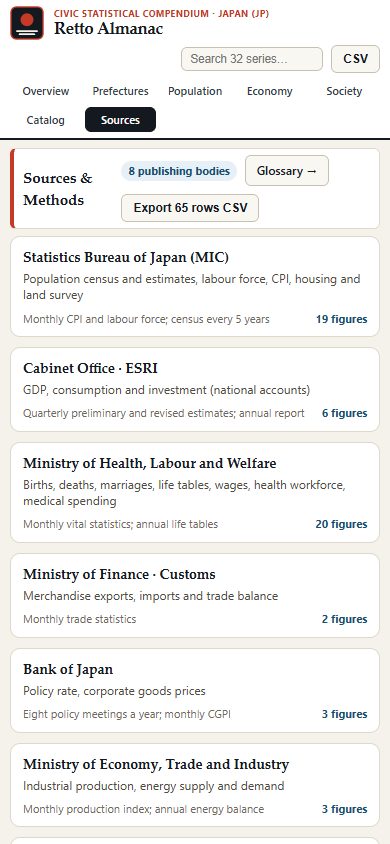 CIVIC STATISTICAL COMPENDIUM · JAPAN (JP)
Retto Almanac
Search 32 series…
CSV
Overview
Prefectures
Population
Economy
Society
Catalog
Sources
Sources &
Methods
8 publishing bodies
Glossary →
Export 65 rows CSV
Statistics Bureau of Japan (MIC)
Population census and estimates, labour force, CPI, housing and
land survey
Monthly CPI and labour force; census every 5 years
19 figures
Cabinet Office · ESRI
GDP, consumption and investment (national accounts)
Quarterly preliminary and revised estimates; annual report
6 figures
Ministry of Health, Labour and Welfare
Births, deaths, marriages, life tables, wages, health workforce,
medical spending
Monthly vital statistics; annual life tables
20 figures
Ministry of Finance · Customs
Merchandise exports, imports and trade balance
Monthly trade statistics
2 figures
Bank of Japan
Policy rate, corporate goods prices
Eight policy meetings a year; monthly CGPI
3 figures
Ministry of Economy, Trade and Industry
Industrial production, energy supply and demand
Monthly production index; annual energy balance
3 figures